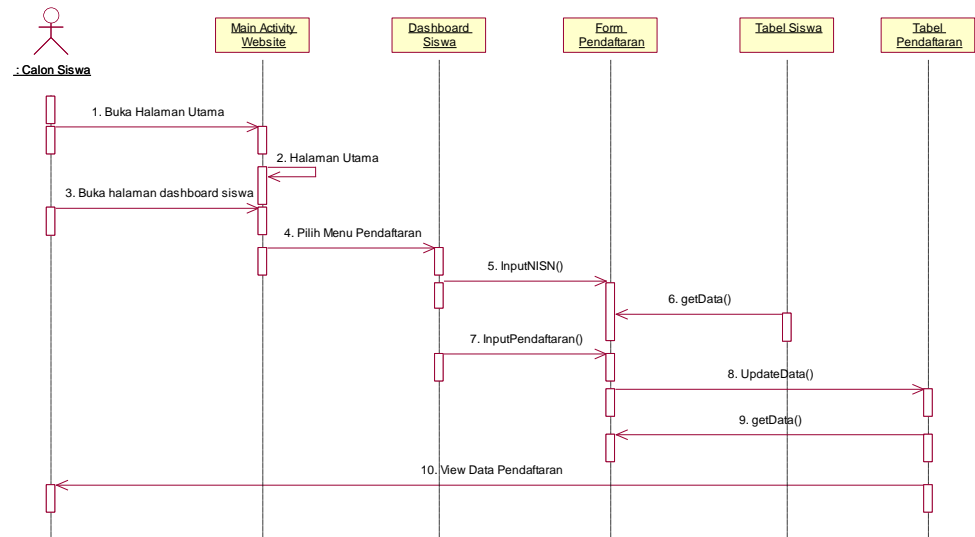 Main Activity
Website
Dashboard
Siswa
Form
Pendaftaran
Tabel Siswa
Tabel
Pendaftaran
: Calon Siswa
1. Buka Halaman Utama
2. Halaman Utama
3. Buka halaman dashboard siswa
4. Pilih Menu Pendaftaran
5. InputNISN()
6. getData()
7. InputPendaftaran()
8. UpdateData()
9. getData()
10. View Data Pendaftaran